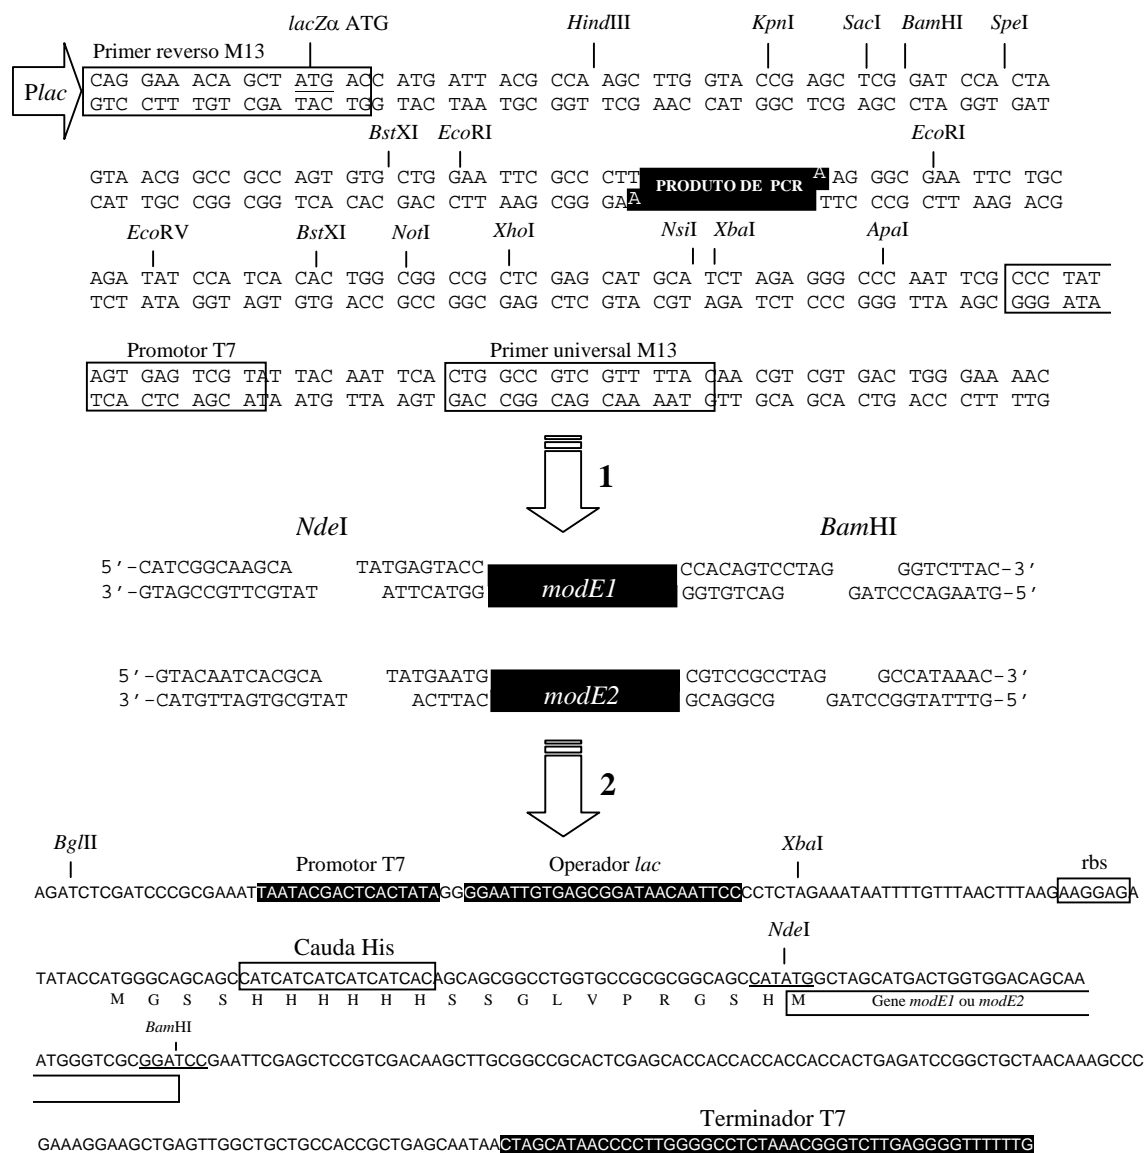 lacZα ATG HindIII KpnI SacI BamHI SpeI
Primer reverso M13
Plac
CAG GAA ACA GCT ATG ACC ATG ATT ACG CCA AGC TTG GTA CCG AGC TCG GAT CCA CTA
GTC CTT TGT CGA TAC TGG TAC TAA TGC GGT TCG AAC CAT GGC TCG AGC CTA GGT GAT
BstXI EcoRI EcoRI
GTA ACG GCC GCC AGT GTG CTG GAA TTC GCC CTT PRODUTO DE PCR A AG GGC GAA TTC TGC
CAT TGC CGG CGG TCA CAC GAC CTT AAG CGG GA A TTC CCG CTT AAG ACG
EcoRV BstXI NotI XhoI NsiI XbaI ApaI
AGA TAT CCA TCA CAC TGG CGG CCG CTC GAG CAT GCA TCT AGA GGG CCC AAT TCG CCC TAT
TCT ATA GGT AGT GTG ACC GCC GGC GAG CTC GTA CGT AGA TCT CCC GGG TTA AGC GGG ATA
Promotor T7 Primer universal M13
AGT GAG TCG TAT TAC AAT TCA CTG GCC GTC GTT TTA CAA CGT CGT GAC TGG GAA AAC
TCA CTC AGC ATA ATG TTA AGT GAC CGG CAG CAA AAT GTT GCA GCA CTG ACC CTT TTG
1
NdeI BamHI
5’-CATCGGCAAGCA TATGAGTACC modE1 CCACAGTCCTAG GGTCTTAC-3’
3’-GTAGCCGTTCGTAT ATTCATGG GGTGTCAG GATCCCAGAATG-5’
5’-GTACAATCACGCA TATGAATG modE2 CGTCCGCCTAG GCCATAAAC-3’
3’-CATGTTAGTGCGTAT ACTTAC GCAGGCG GATCCGGTATTTG-5’
2
BglII Promotor T7 Operador lac XbaI rbs
AGATCTCGATCCCGCGAAATTAATACGACTCACTATAGGGGAATTGTGAGCGGATAACAATTCCCCTCTAGAAATAATTTTGTTTAACTTTAAGAAGGAGA
Cauda His NdeI
TATACCATGGGCAGCAGCCATCATCATCATCATCACAGCAGCGGCCTGGTGCCGCGCGGCAGCCATATGGCTAGCATGACTGGTGGACAGCAA
M G S S H H H H H H S S G L V P R G S H M Gene modE1 ou modE2
BamHI
ATGGGTCGCGGATCCGAATTCGAGCTCCGTCGACAAGCTTGCGGCCGCACTCGAGCACCACCACCACCACCACTGAGATCCGGCTGCTAACAAAGCCC
Terminador T7
GAAAGGAAGCTGAGTTGGCTGCTGCCACCGCTGAGCAATAACTAGCATAACCCCTTGGGGCCTCTAAACGGGTCTTGAGGGGTTTTTTG